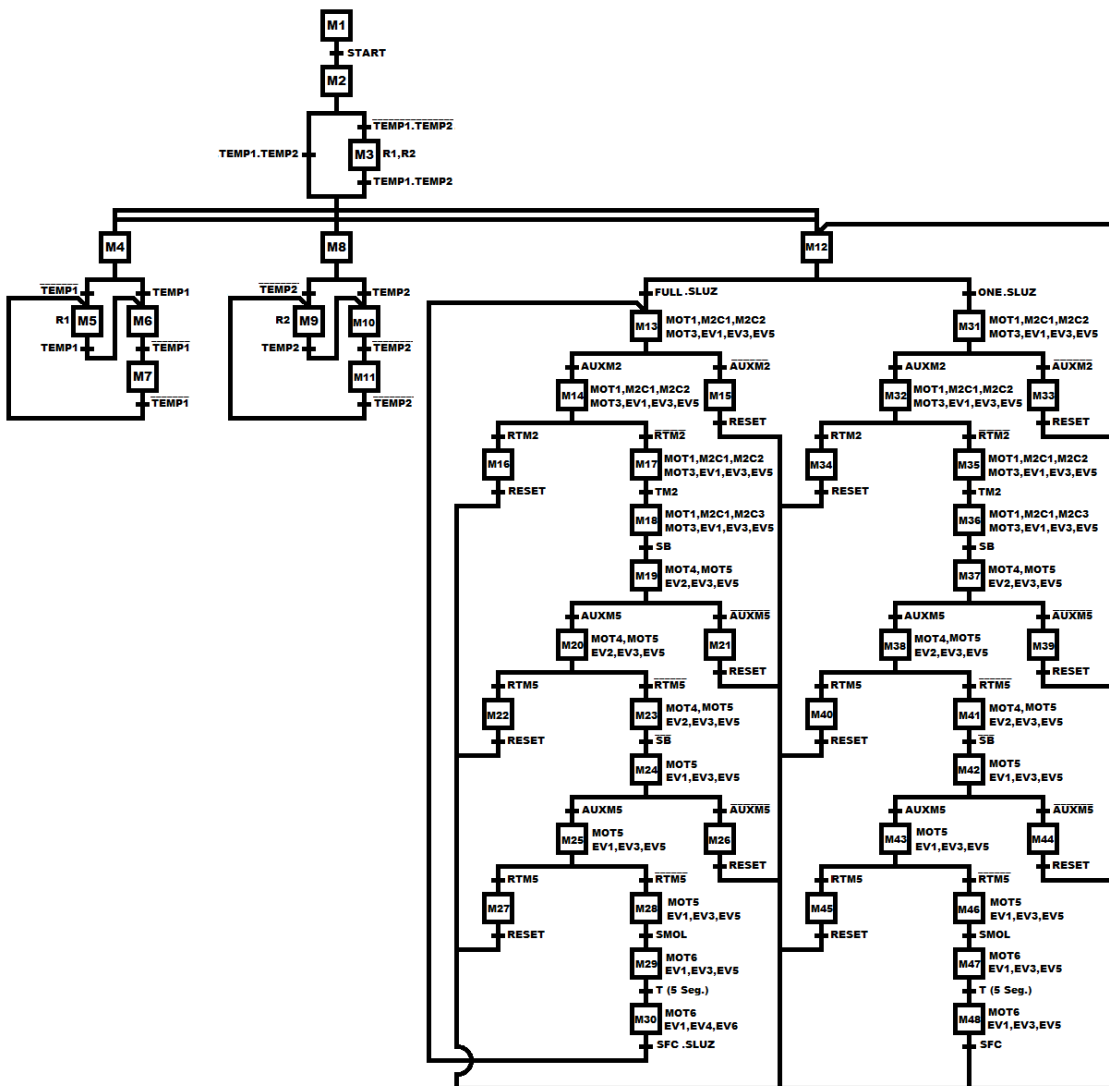 M1
START
M2
TEMP1.TEMP2
TEMP1.TEMP2
M3
R1,R2
TEMP1.TEMP2
M4
M8
M12
TEMP1
TEMP1
TEMP2
TEMP2
FULL.SLUZ
ONE.SLUZ
R1
M5
M6
R2
M9
M10
M13
MOT1,M2C1,M2C2
MOT3,EV1,EV3,EV5
M31
MOT1,M2C1,M2C2
MOT3,EV1,EV3,EV5
TEMP1
TEMP1
TEMP2
TEMP2
M7
M11
AUXM2
AUXM2
AUXM2
AUXM2
M14
MOT1,M2C1,M2C2
MOT3,EV1,EV3,EV5
M15
M32
MOT1,M2C1,M2C2
MOT3,EV1,EV3,EV5
M33
TEMP1
TEMP2
RESET
RESET
RTM2
RTM2
RTM2
RTM2
M16
M17
MOT1,M2C1,M2C2
MOT3,EV1,EV3,EV5
M34
M35
MOT1,M2C1,M2C2
MOT3,EV1,EV3,EV5
RESET
TM2
RESET
TM2
M18
MOT1,M2C1,M2C3
MOT3,EV1,EV3,EV5
M36
MOT1,M2C1,M2C3
MOT3,EV1,EV3,EV5
SB
SB
M19
MOT4,MOT5
EV2,EV3,EV5
M37
MOT4,MOT5
EV2,EV3,EV5
AUXM5
AUXM5
AUXM5
AUXM5
M20
MOT4,MOT5
EV2,EV3,EV5
M21
M38
MOT4,MOT5
EV2,EV3,EV5
M39
RESET
RESET
RTM5
RTM5
RTM5
RTM5
M22
M23
MOT4,MOT5
EV2,EV3,EV5
M40
M41
MOT4,MOT5
EV2,EV3,EV5
RESET
SB
RESET
SB
M24
MOT5
EV1,EV3,EV5
M42
MOT5
EV1,EV3,EV5
AUXM5
AUXM5
AUXM5
AUXM5
M25
MOT5
EV1,EV3,EV5
M26
M43
MOT5
EV1,EV3,EV5
M44
RESET
RESET
RTM5
RTM5
RTM5
RTM5
M27
M28
MOT5
EV1,EV3,EV5
M45
M46
MOT5
EV1,EV3,EV5
RESET
SMOL
RESET
SMOL
M29
MOT6
EV1,EV3,EV5
M47
MOT6
EV1,EV3,EV5
T (5 Seg.)
T (5 Seg.)
M30
MOT6
EV1,EV4,EV6
M48
MOT6
EV1,EV3,EV5
SFC .SLUZ
SFC